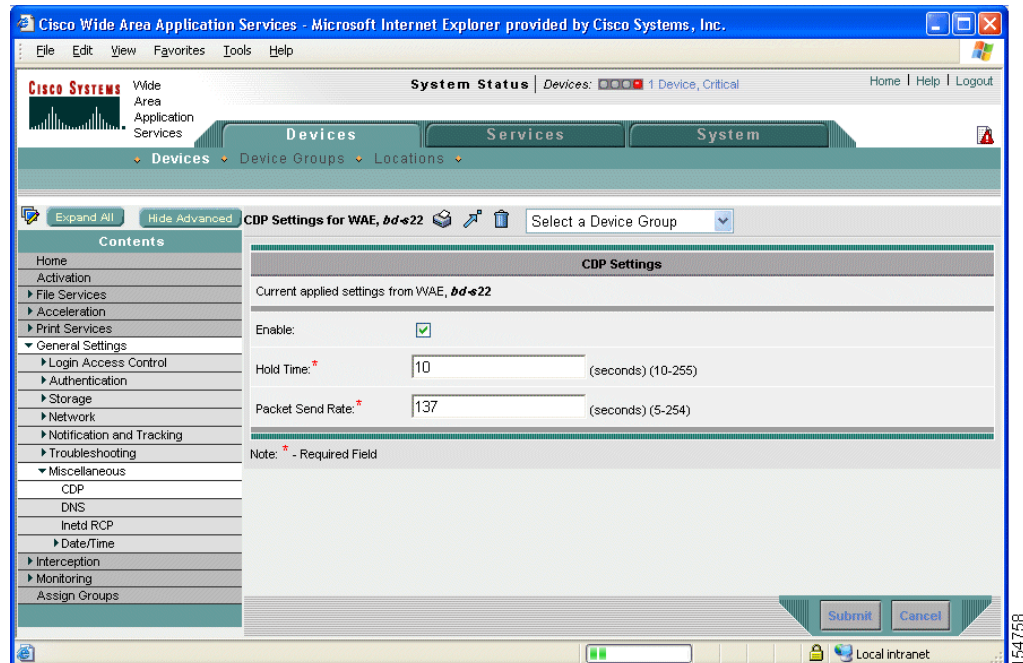 Cisco Wide Area Application Services - Microsoft Internet Explorer provided by Cisco Systems, Inc.
File Edit View Favorites Tools Help
CISCO SYSTEMS
Wide
Area
Application
Services
System Status | Devices: 1 Device, Critical
Home | Help | Logout
Devices Services System
Devices Device Groups Locations
Expand All Hide Advanced
CDP Settings for WAE, bd-s22
Select a Device Group
Contents
Home
Activation
File Services
Acceleration
Print Services
General Settings
Login Access Control
Authentication
Storage
Network
Notification and Tracking
Troubleshooting
Miscellaneous
CDP
DNS
Inetd RCP
Date/Time
Interception
Monitoring
Assign Groups
CDP Settings
Current applied settings from WAE, bd-s22
Enable:
Hold Time:* 10 (seconds) (10-255)
Packet Send Rate:* 137 (seconds) (5-254)
Note: * - Required Field
Submit Cancel
Local intranet
54758